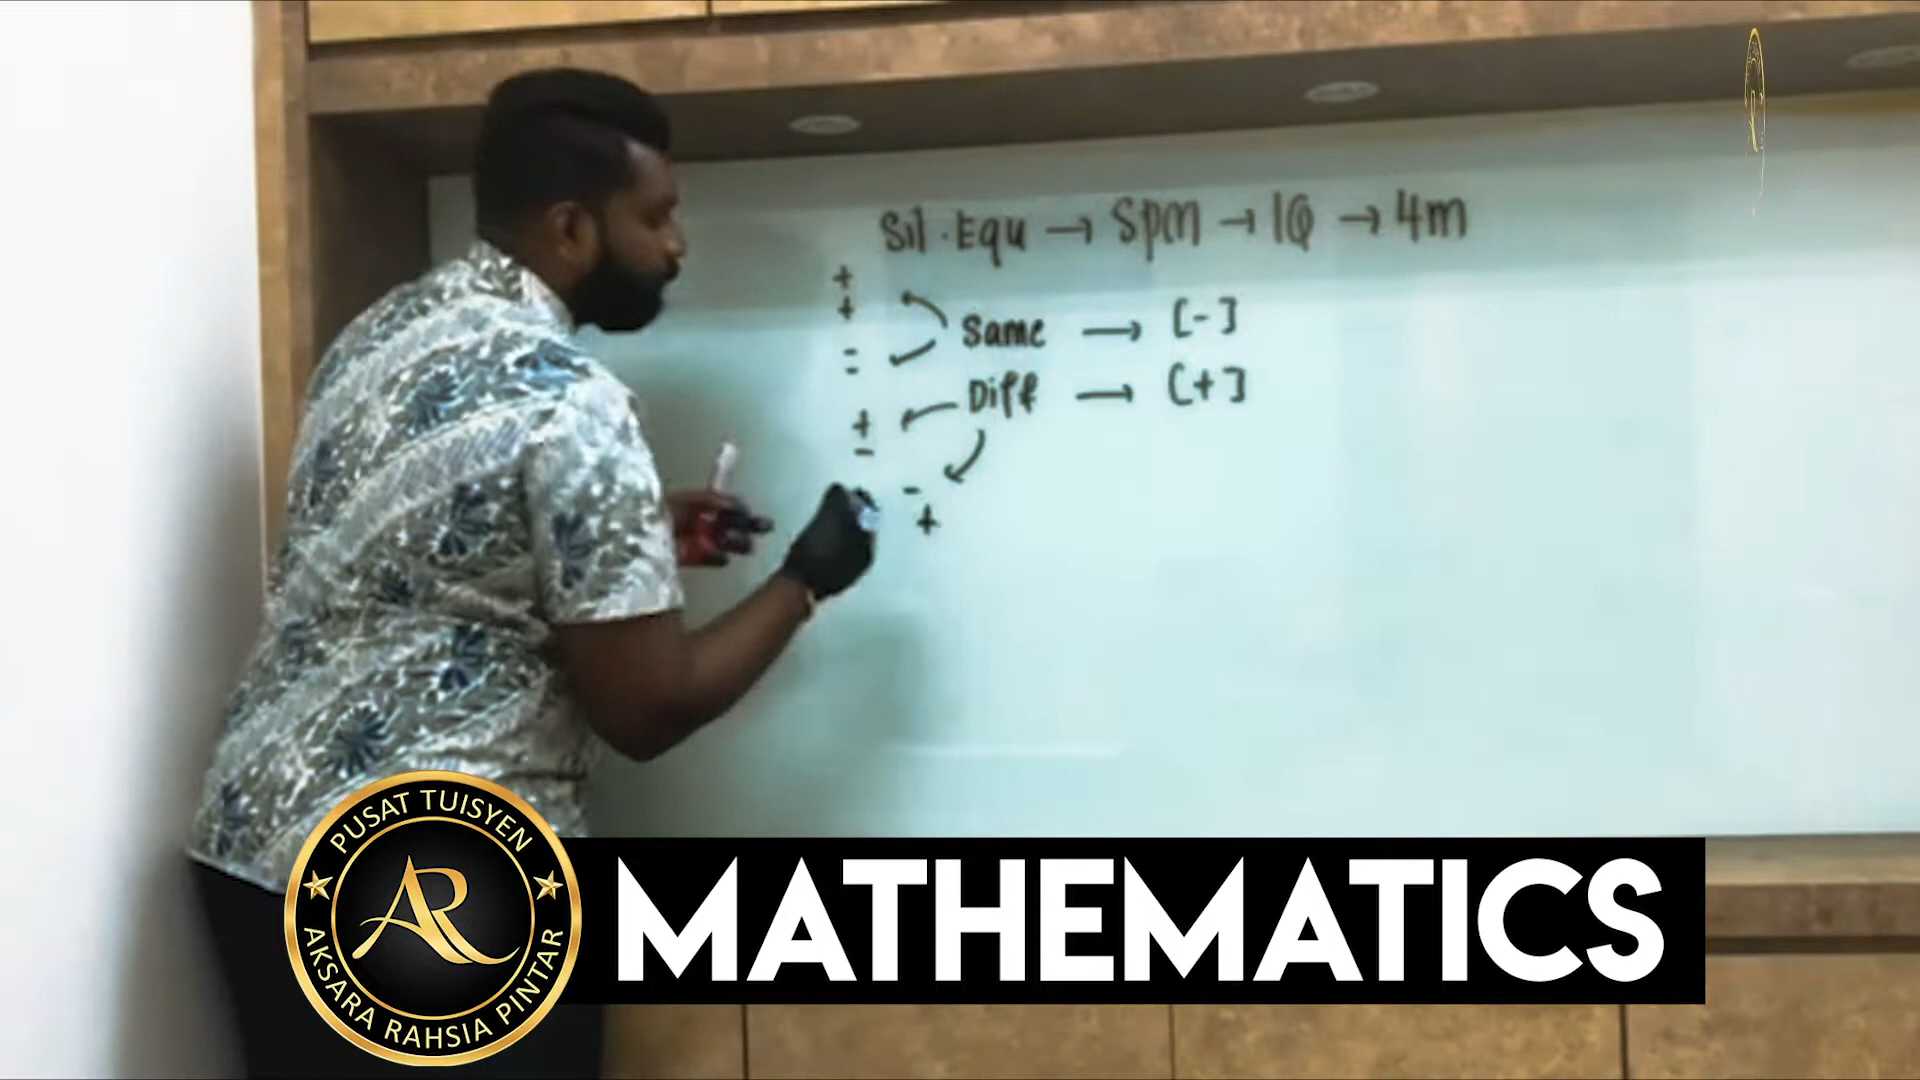 Sil. Equ → Spm → 1Q → 4m
+
+
Same → [-]
-
-
Diff → [+]
+
-
-
+
PUSAT TUISYEN
AR
AKSARA RAHSIA PINTAR
MATHEMATICS